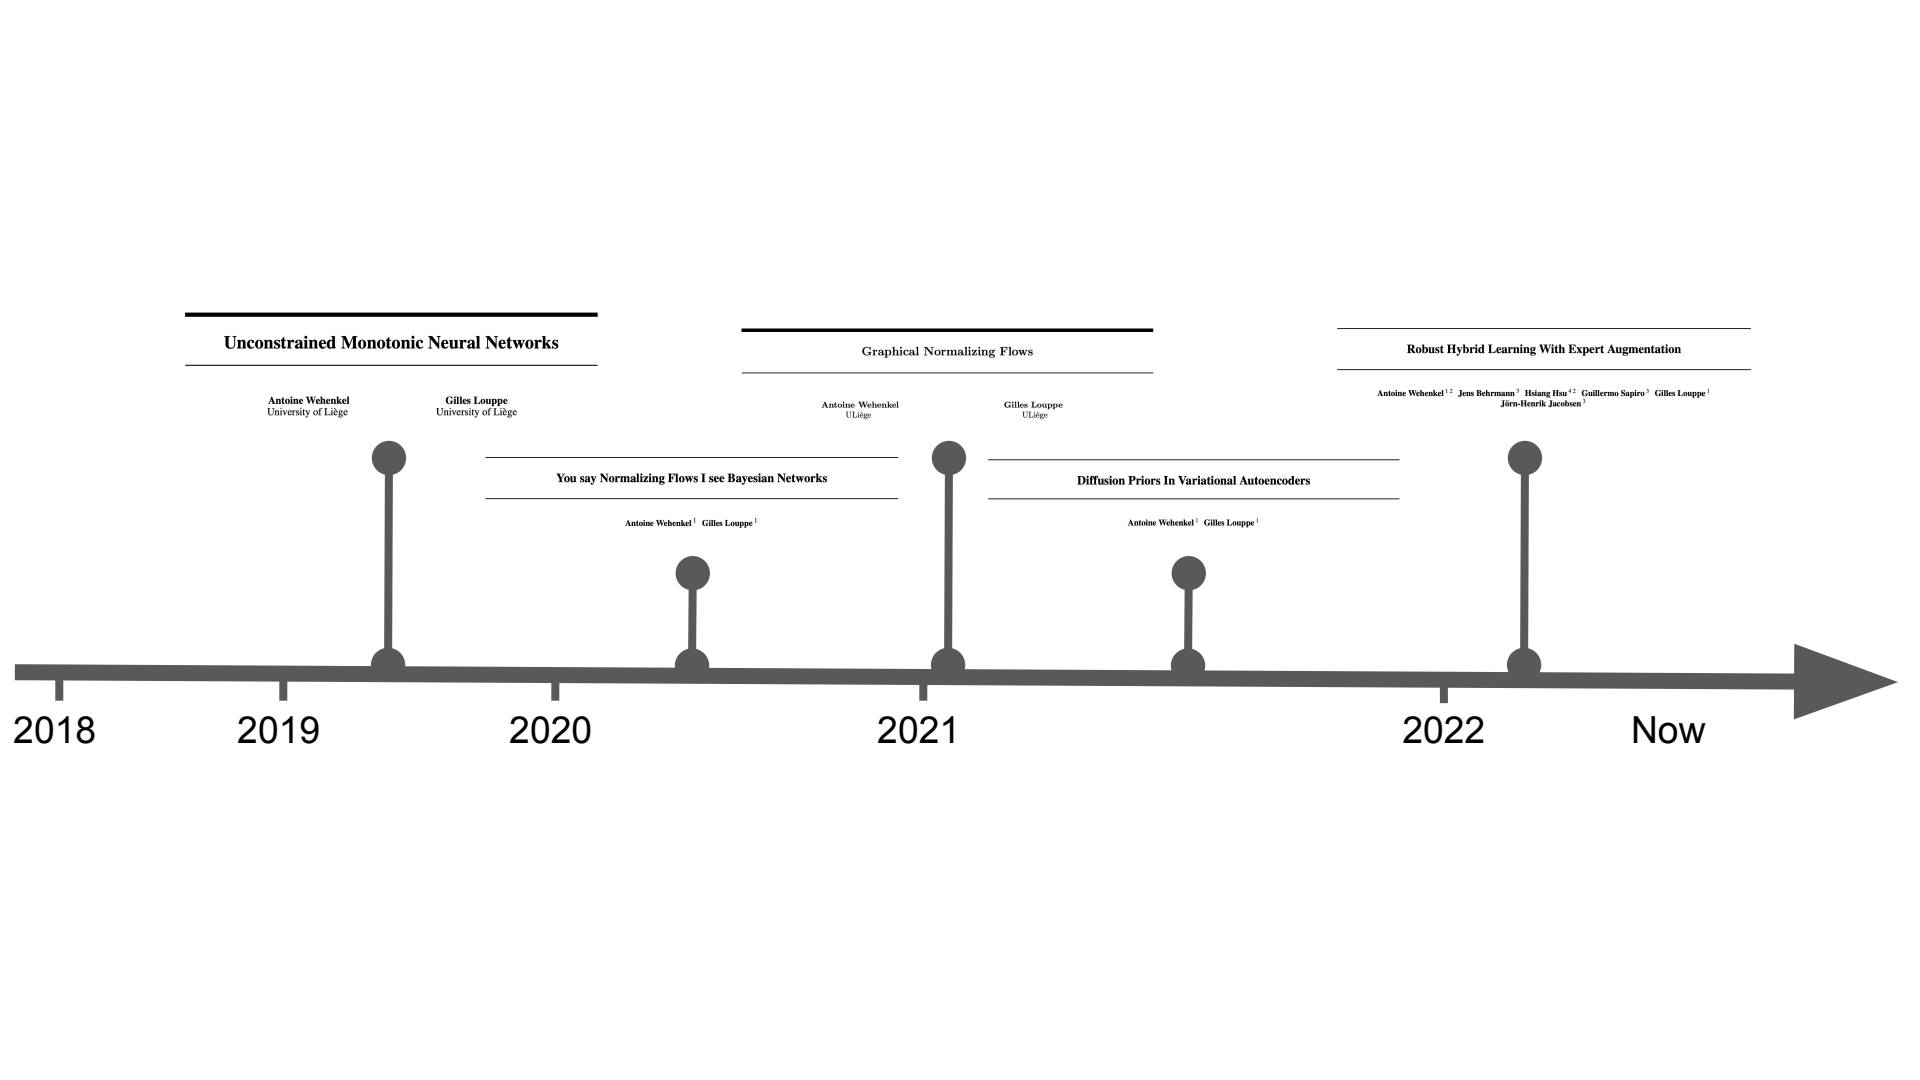 Unconstrained Monotonic Neural Networks
Antoine Wehenkel Gilles Louppe
University of Liège University of Liège
You say Normalizing Flows I see Bayesian Networks
Antoine Wehenkel 1 Gilles Louppe 1
Graphical Normalizing Flows
Antoine Wehenkel Gilles Louppe
ULiège ULiège
Diffusion Priors In Variational Autoencoders
Antoine Wehenkel 1 Gilles Louppe 1
Robust Hybrid Learning With Expert Augmentation
Antoine Wehenkel 1 2 Jens Behrmann 3 Hsiang Hsu 4 2 Guillermo Sapiro 3 Gilles Louppe 1
Jörn-Henrik Jacobsen 3
2018 2019 2020 2021 2022 Now